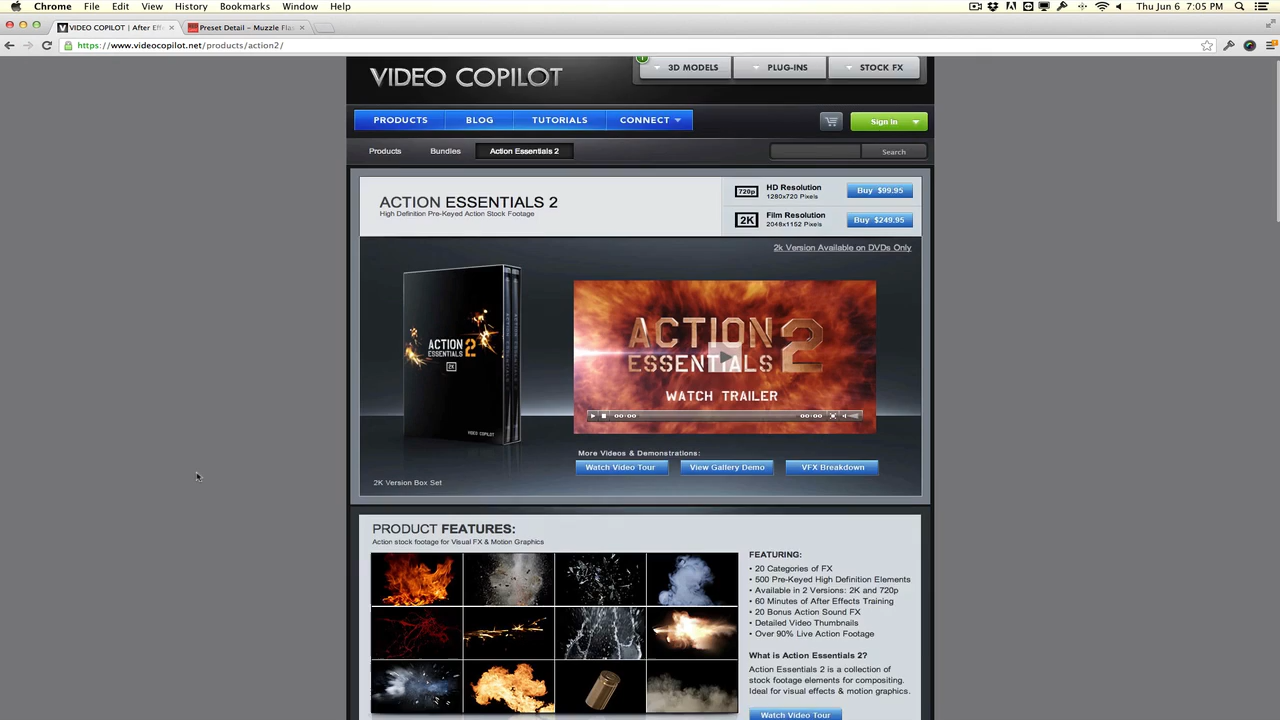 Chrome File Edit View History Bookmarks Window Help Thu Jun 6 7:05 PM
VIDEO COPILOT | After Eff Preset Detail – Muzzle Flas
https://www.videocopilot.net/products/action2/
VIDEO COPILOT
3D MODELS PLUG-INS STOCK FX
PRODUCTS BLOG TUTORIALS CONNECT Sign In
Products Bundles Action Essentials 2 Search
ACTION ESSENTIALS 2
High Definition Pre-Keyed Action Stock Footage
720p HD Resolution Buy $99.95
1280x720 Pixels
2K Film Resolution Buy $249.95
2048x1152 Pixels
2k Version Available on DVDs Only
ACTION
ESSENTIALS 2
2K
VIDEO COPILOT
ACTION 2
ESSENTIALS
WATCH TRAILER
00:00 00:00
More Videos & Demonstrations:
Watch Video Tour View Gallery Demo VFX Breakdown
2K Version Box Set
PRODUCT FEATURES:
Action stock footage for Visual FX & Motion Graphics
FEATURING:
• 20 Categories of FX
• 500 Pre-Keyed High Definition Elements
• Available in 2 Versions: 2K and 720p
• 60 Minutes of After Effects Training
• 20 Bonus Action Sound FX
• Detailed Video Thumbnails
• Over 90% Live Action Footage
What is Action Essentials 2?
Action Essentials 2 is a collection of
stock footage elements for compositing.
Ideal for visual effects & motion graphics.
Watch Video Tour